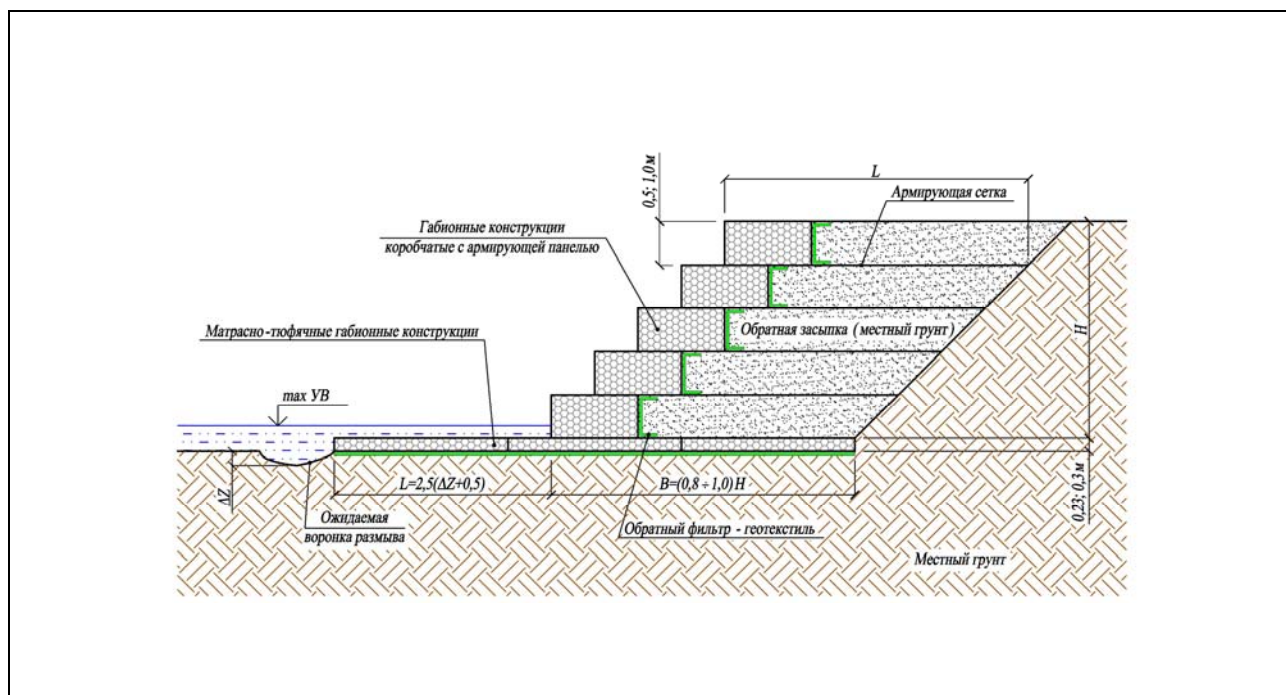 0,5; 1,0м
L
Армирующая сетка
Габионные конструкции
коробчатые с армирующей панелью
Матрасно-тюфячные габионные конструкции
Обратная засыпка (местный грунт)
H
max УВ
ΔZ
L=2,5(ΔZ+0,5)
B=(0,8 ÷ 1,0) H
0,23; 0,3м
Ожидаемая
воронка размыва
Обратный фильтр - геотекстиль
Местный грунт